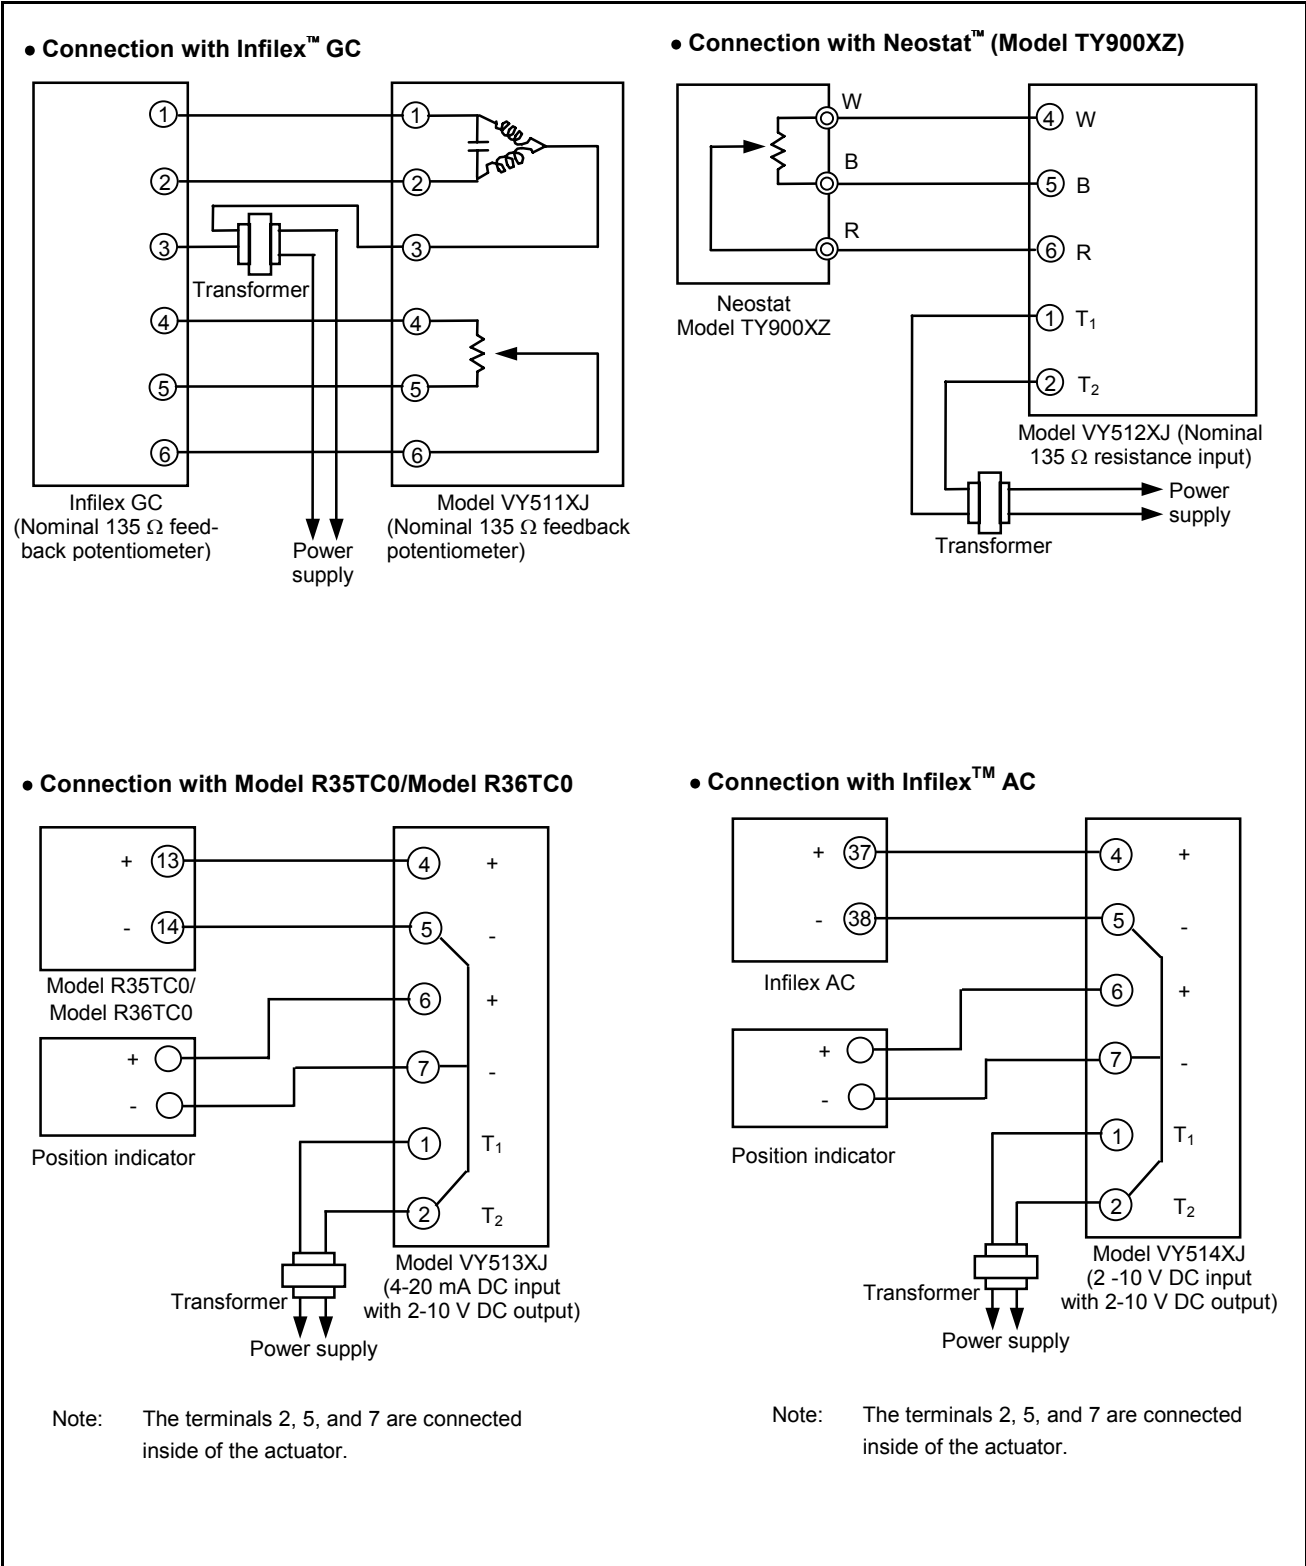 ● Connection with Infilex™ GC
1
2
3
4
5
6
1
2
3
4
5
6
Transformer
Infilex GC
(Nominal 135 Ω feed-
back potentiometer)
Power
supply
Model VY511XJ
(Nominal 135 Ω feedback
potentiometer)
● Connection with Neostat™ (Model TY900XZ)
W
B
R
4 W
5 B
6 R
1 T₁
2 T₂
Neostat
Model TY900XZ
Model VY512XJ (Nominal
135 Ω resistance input)
Power
supply
Transformer
● Connection with Model R35TC0/Model R36TC0
+ 13
- 14
Model R35TC0/
Model R36TC0
+
-
Position indicator
4 +
5 -
6 +
7 -
1 T₁
2 T₂
Model VY513XJ
(4-20 mA DC input
with 2-10 V DC output)
Transformer
Power supply
Note: The terminals 2, 5, and 7 are connected
inside of the actuator.
● Connection with Infilex™ AC
+ 37
- 38
Infilex AC
+
-
Position indicator
4 +
5 -
6 +
7 -
1 T₁
2 T₂
Model VY514XJ
(2 -10 V DC input
with 2-10 V DC output)
Transformer
Power supply
Note: The terminals 2, 5, and 7 are connected
inside of the actuator.